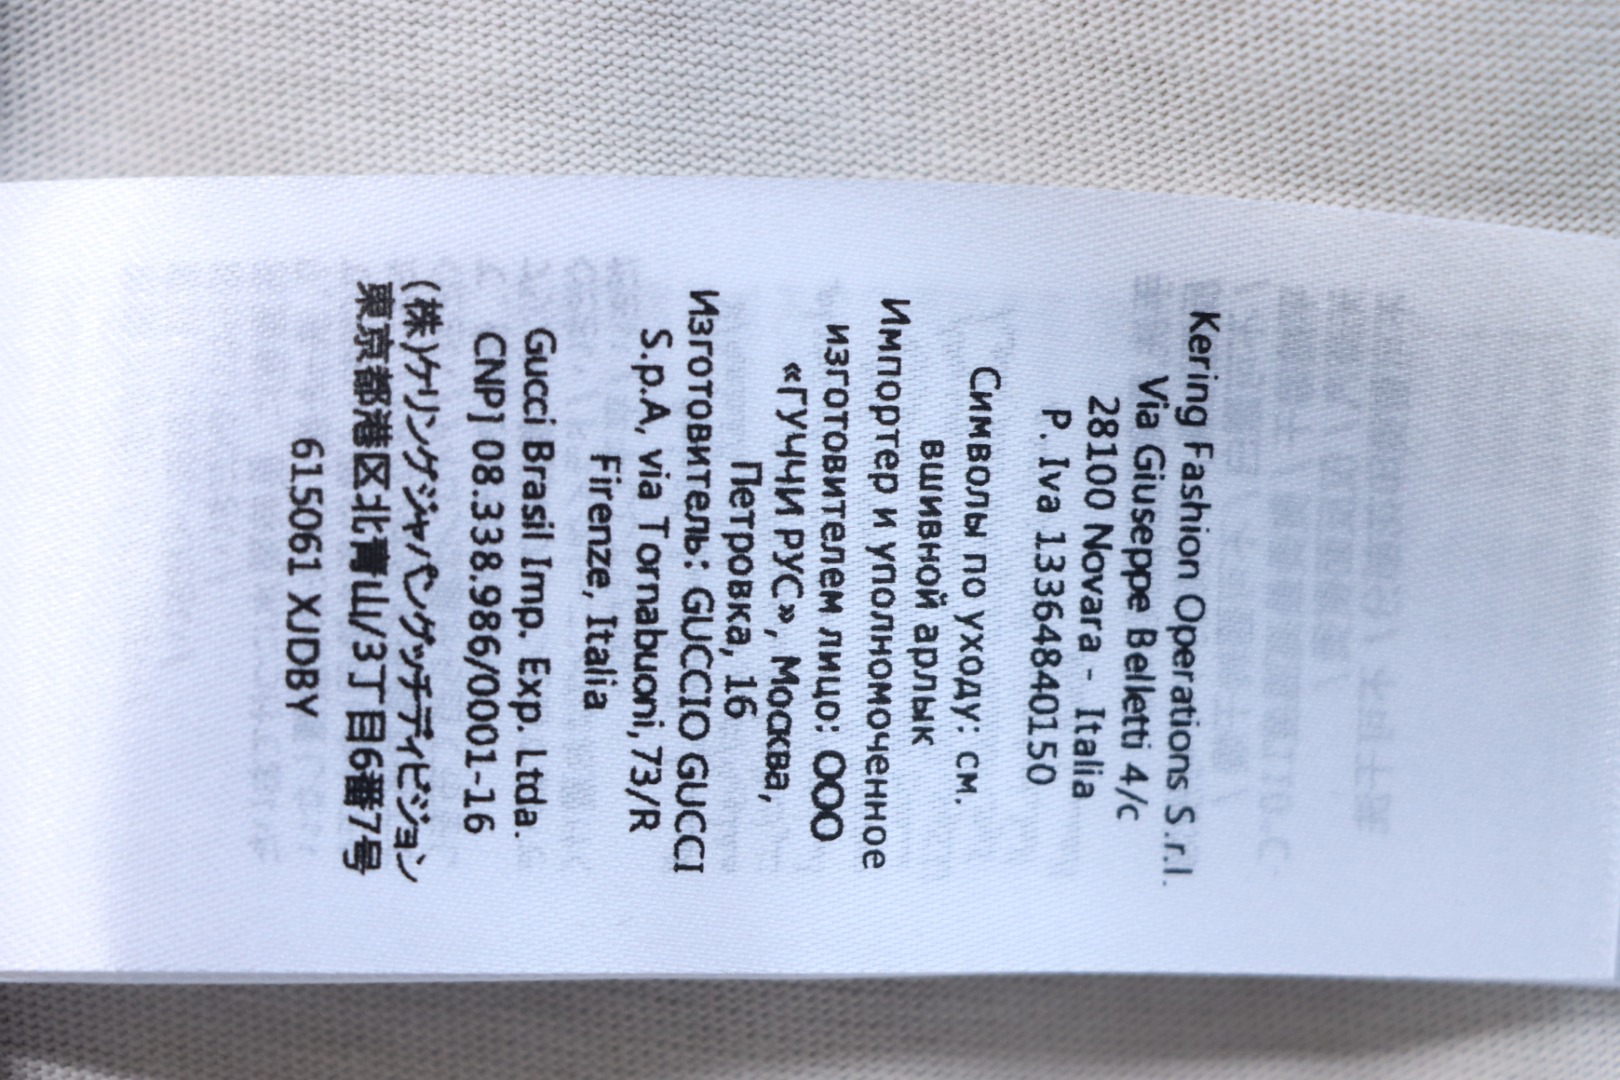 Kering Fashion Operations S.r.l.
Via Giuseppe Belletti 4/c
28100 Novara - Italia
P. Iva 13364840150
Символы по уходу: см.
вшивной арлык
Импортер и уполномоченное
изготовителем лицо: ООО
«ГУЧЧИ РУС», Москва,
Петровка, 16
Изготовитель: GUCCIO GUCCI
S.p.A, via Tornabuoni, 73/R
Firenze, Italia
Gucci Brasil Imp. Exp. Ltda.
CNPJ 08.338.986/0001-16
(株)ケリングジャパングッチディビジョン
東京都港区北青山/3丁目6番7号
615061 XJDBY